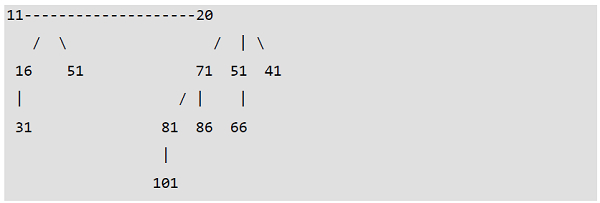 11--------------------20
   /  \                 /  | \
 16    51             71  51  41
 |                  / |    |
 31               81  86  66
                  |
                 101